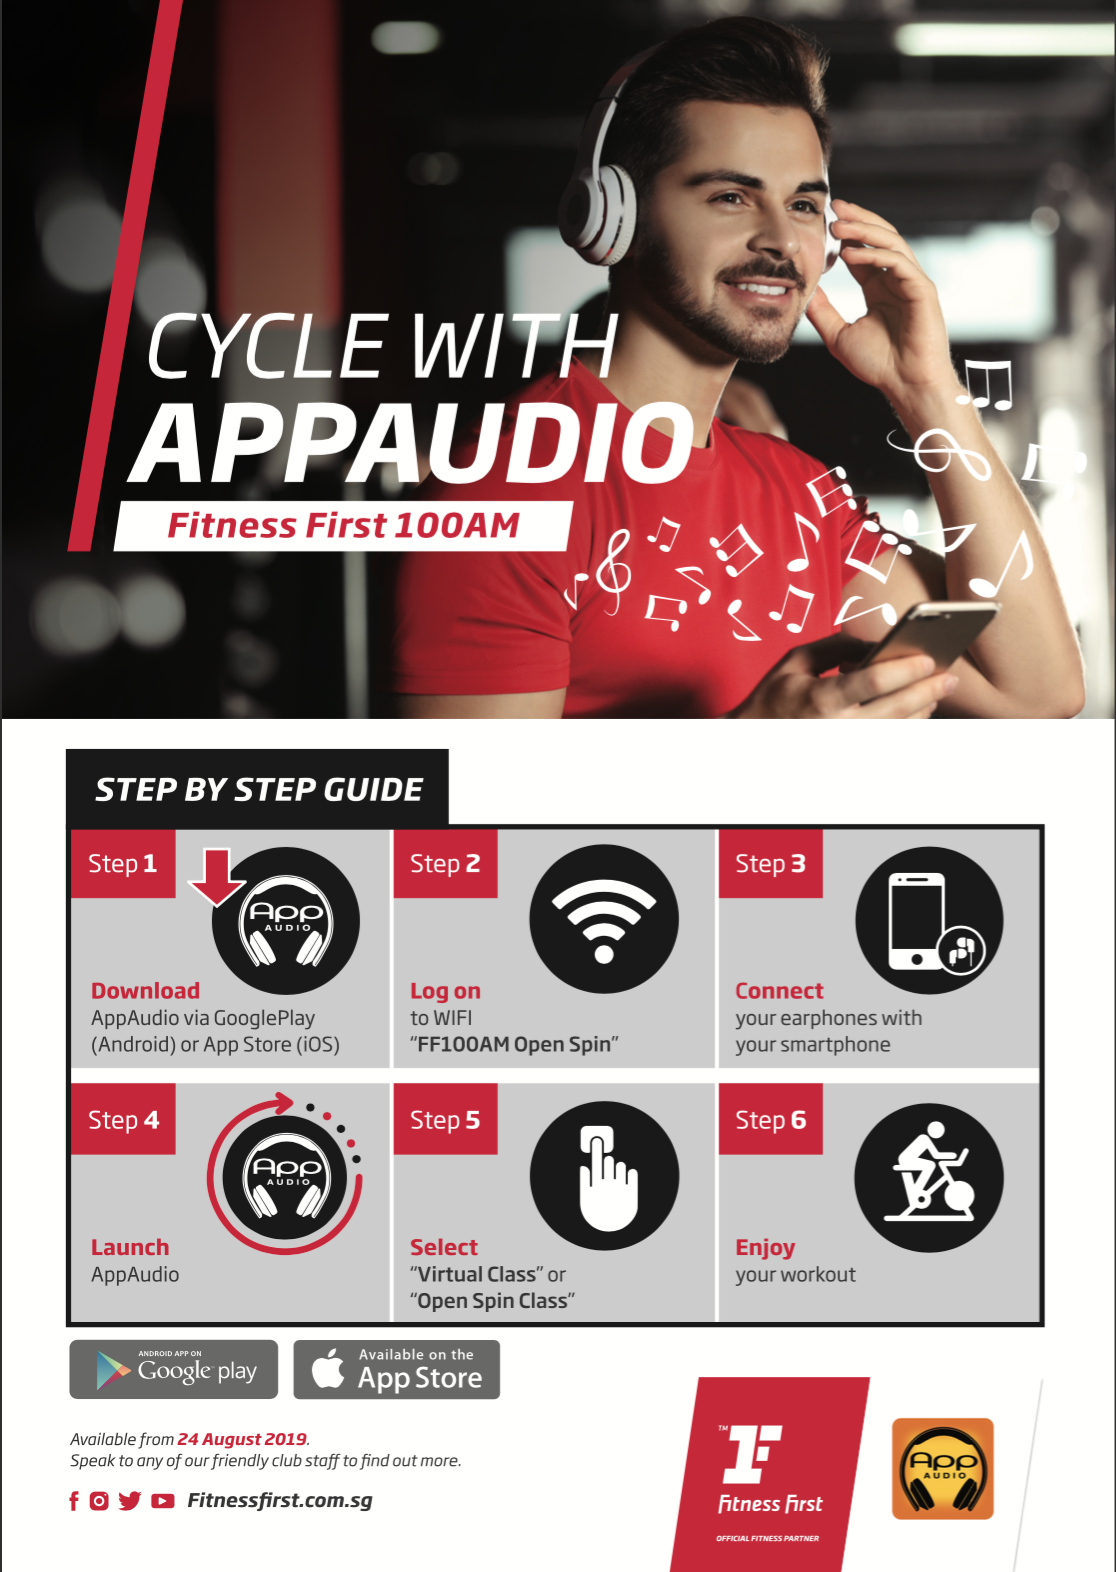 CYCLE WITH
APPAUDIO
Fitness First 100AM
STEP BY STEP GUIDE
Step 1
Download
AppAudio via GooglePlay
(Android) or App Store (iOS)
App
AUDIO
Step 2
Log on
to WIFI
“FF100AM Open Spin”
Step 3
Connect
your earphones with
your smartphone
Step 4
Launch
AppAudio
App
AUDIO
Step 5
Select
“Virtual Class” or
“Open Spin Class”
Step 6
Enjoy
your workout
ANDROID APP ON
Google play
Available on the
App Store
Available from 24 August 2019.
Speak to any of our friendly club staff to find out more.
Fitnessfirst.com.sg
TM
Fitness First
OFFICIAL FITNESS PARTNER
App
AUDIO